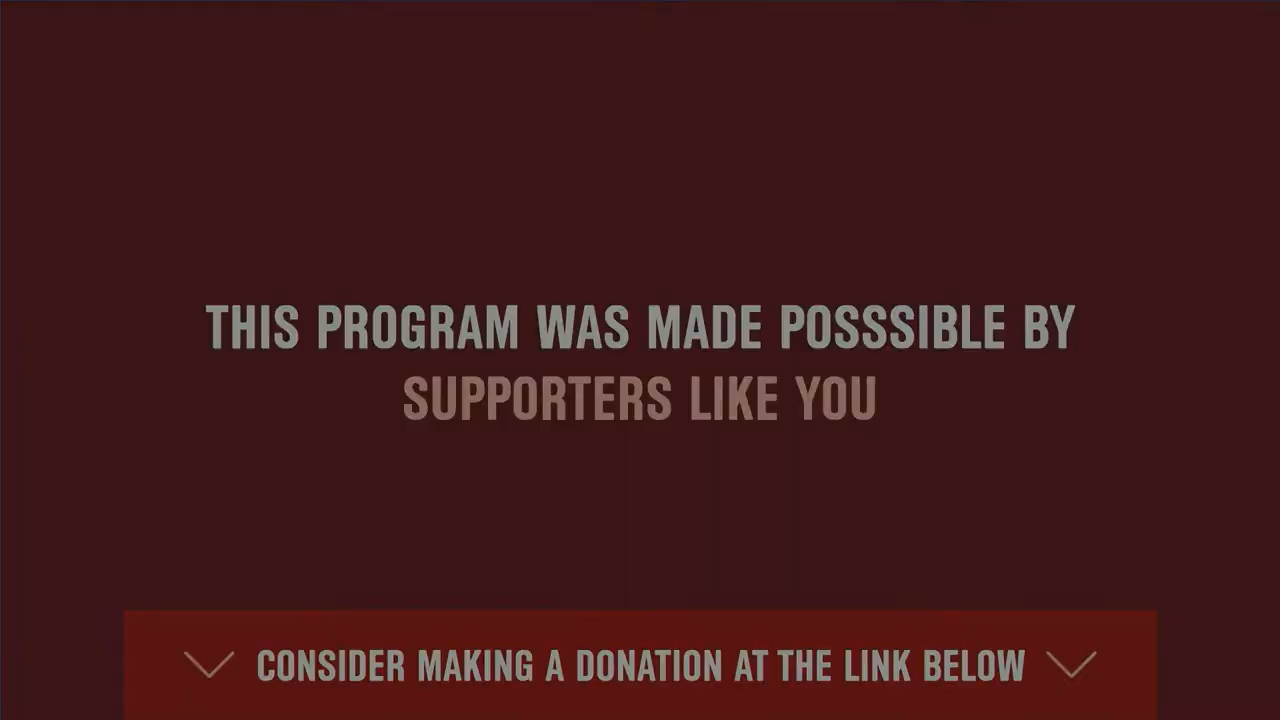 THIS PROGRAM WAS MADE POSSSIBLE BY
SUPPORTERS LIKE YOU
CONSIDER MAKING A DONATION AT THE LINK BELOW